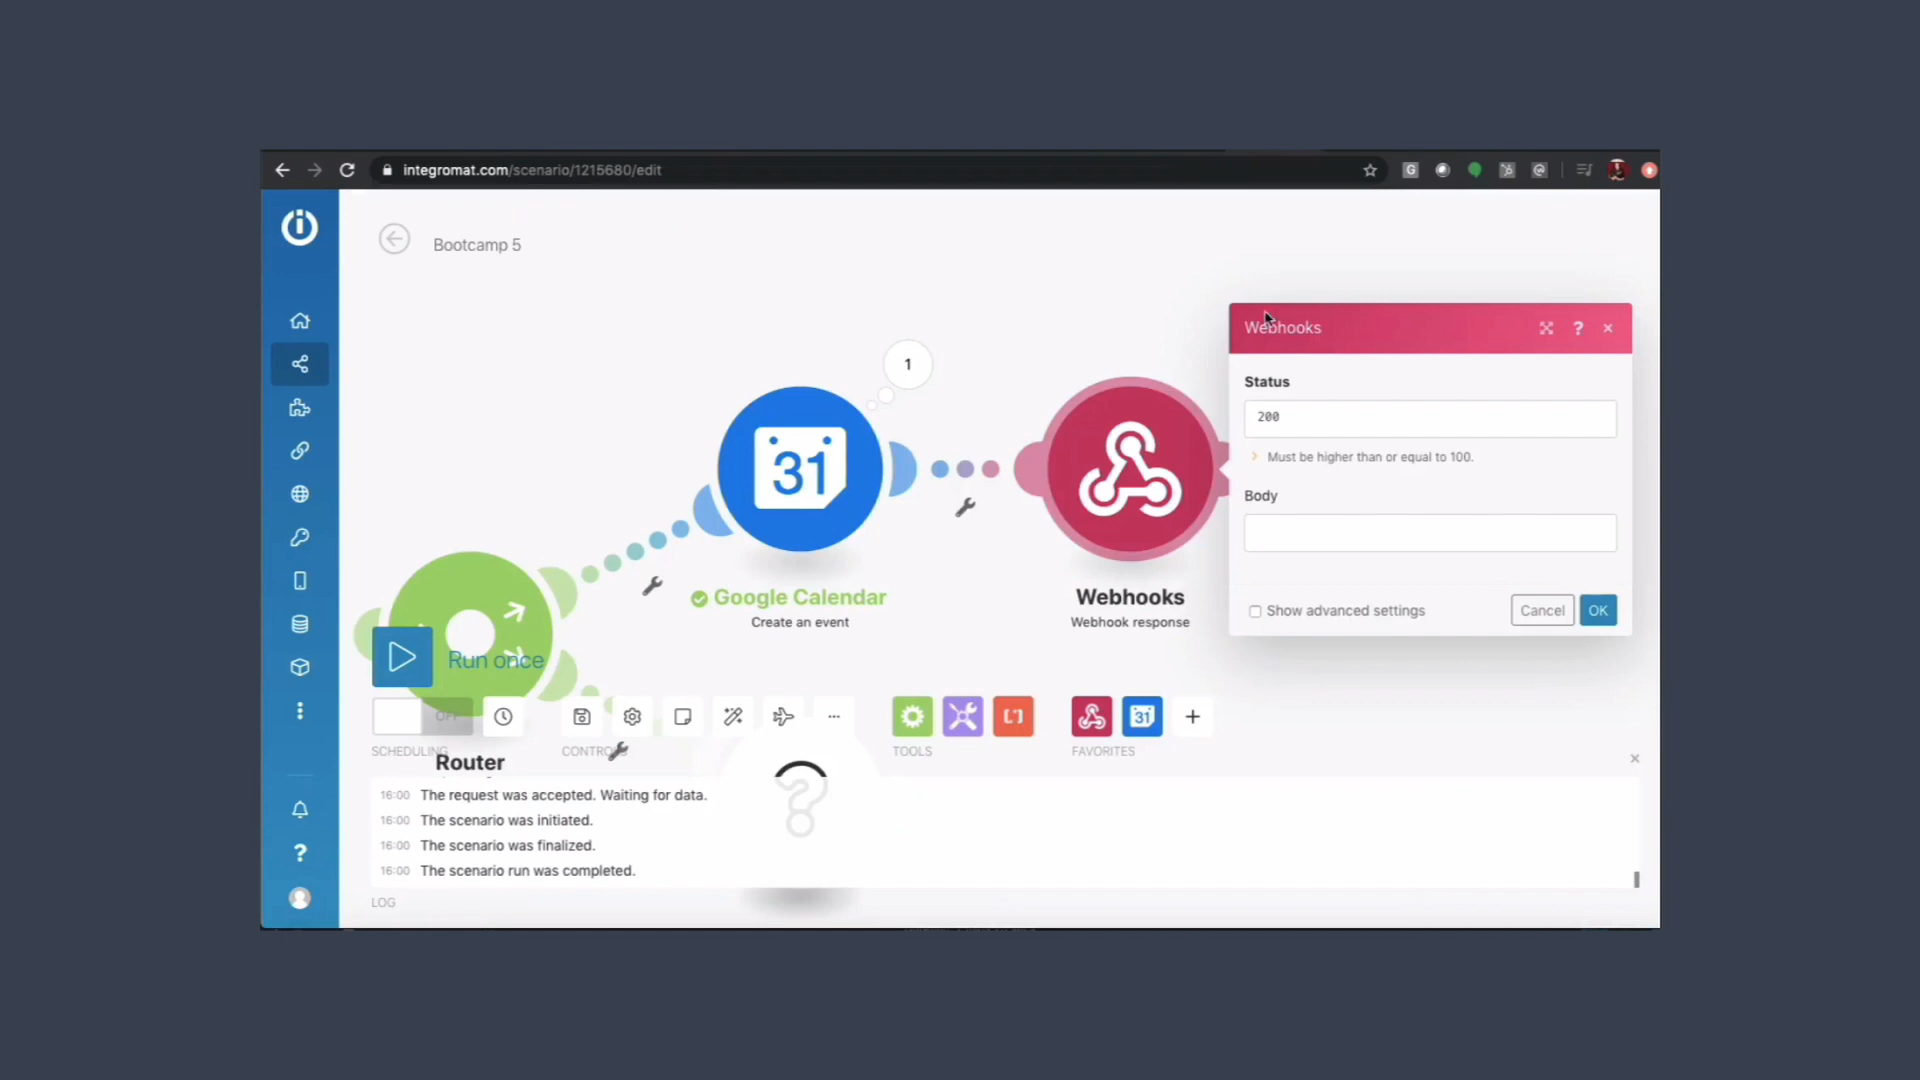 integromat.com/scenario/1215680/edit
G
Bootcamp 5
Webhooks
?
Status
200
Must be higher than or equal to 100.
Body
Show advanced settings
Cancel
OK
1
31
Google Calendar
Create an event
Webhooks
Webhook response
Run once
OFF
31
SCHEDULING
CONTROLS
TOOLS
FAVORITES
Router
?
16:00 The request was accepted. Waiting for data.
16:00 The scenario was initiated.
16:00 The scenario was finalized.
16:00 The scenario run was completed.
LOG
?